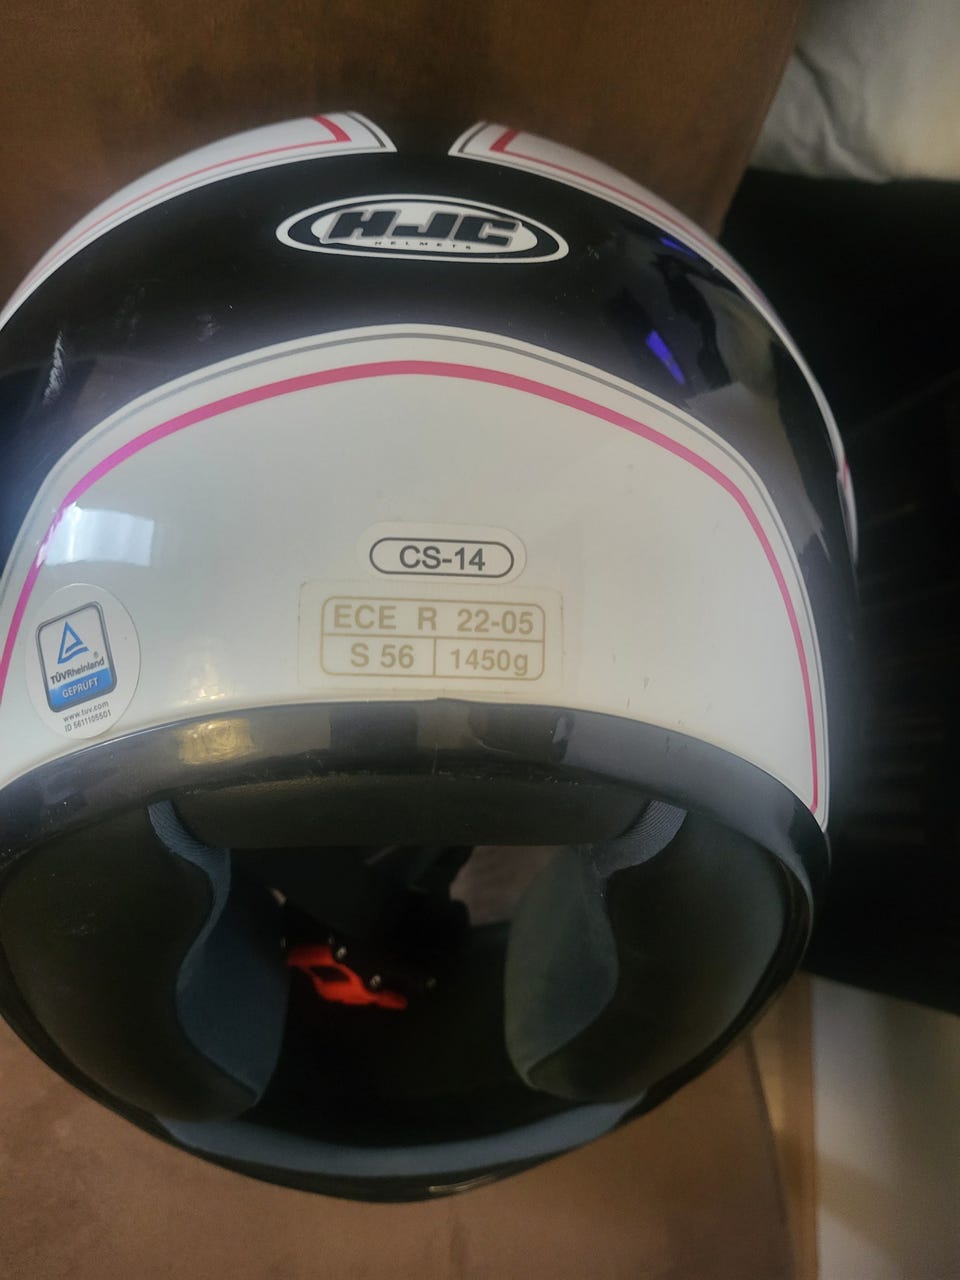 HJC
HELMETS
CS-14
ECE R 22-05
S 56 1450g
TÜVRheinland®
GEPRÜFT
www.tuv.com
ID 5611105501